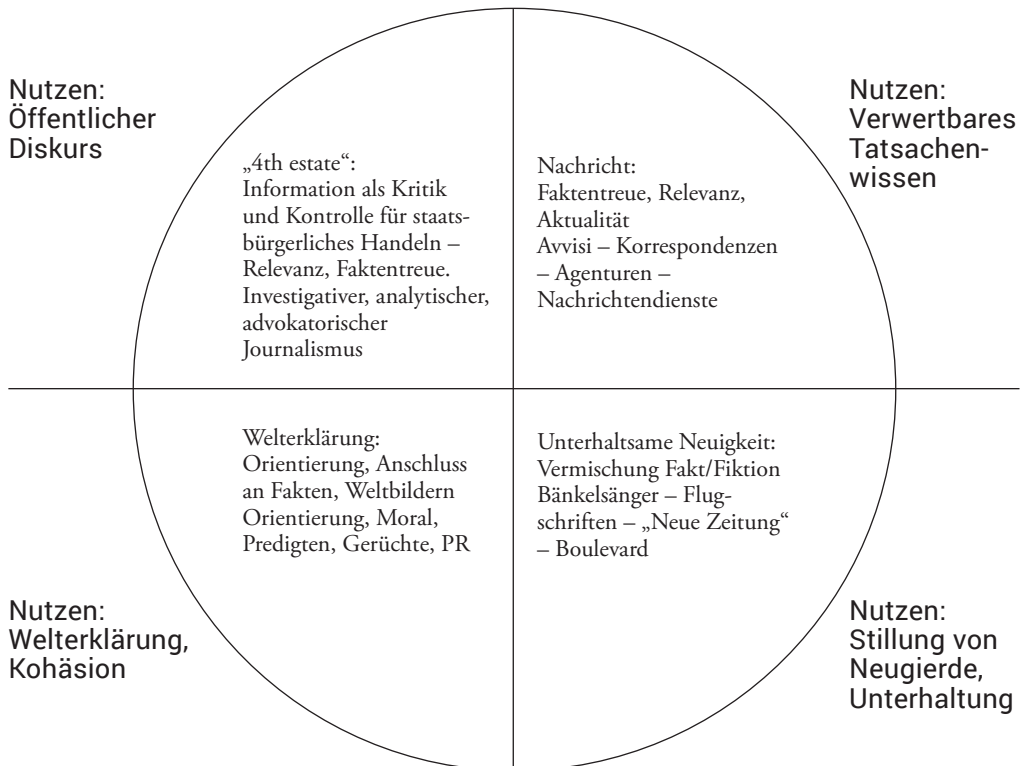 Nutzen:
Öffentlicher
Diskurs
„4th estate“:
Information als Kritik
und Kontrolle für staats-
bürgerliches Handeln –
Relevanz, Faktentreue.
Investigativer, analytischer,
advokatorischer
Journalismus
Nachricht:
Faktentreue, Relevanz,
Aktualität
Avvisi – Korrespondenzen
– Agenturen –
Nachrichtendienste
Nutzen:
Verwertbares
Tatsachen-
wissen
Nutzen:
Welterklärung,
Kohäsion
Welterklärung:
Orientierung, Anschluss
an Fakten, Weltbildern
Orientierung, Moral,
Predigten, Gerüchte, PR
Unterhaltsame Neuigkeit:
Vermischung Fakt/Fiktion
Bänkelsänger – Flug-
schriften – „Neue Zeitung“
– Boulevard
Nutzen:
Stillung von
Neugierde,
Unterhaltung